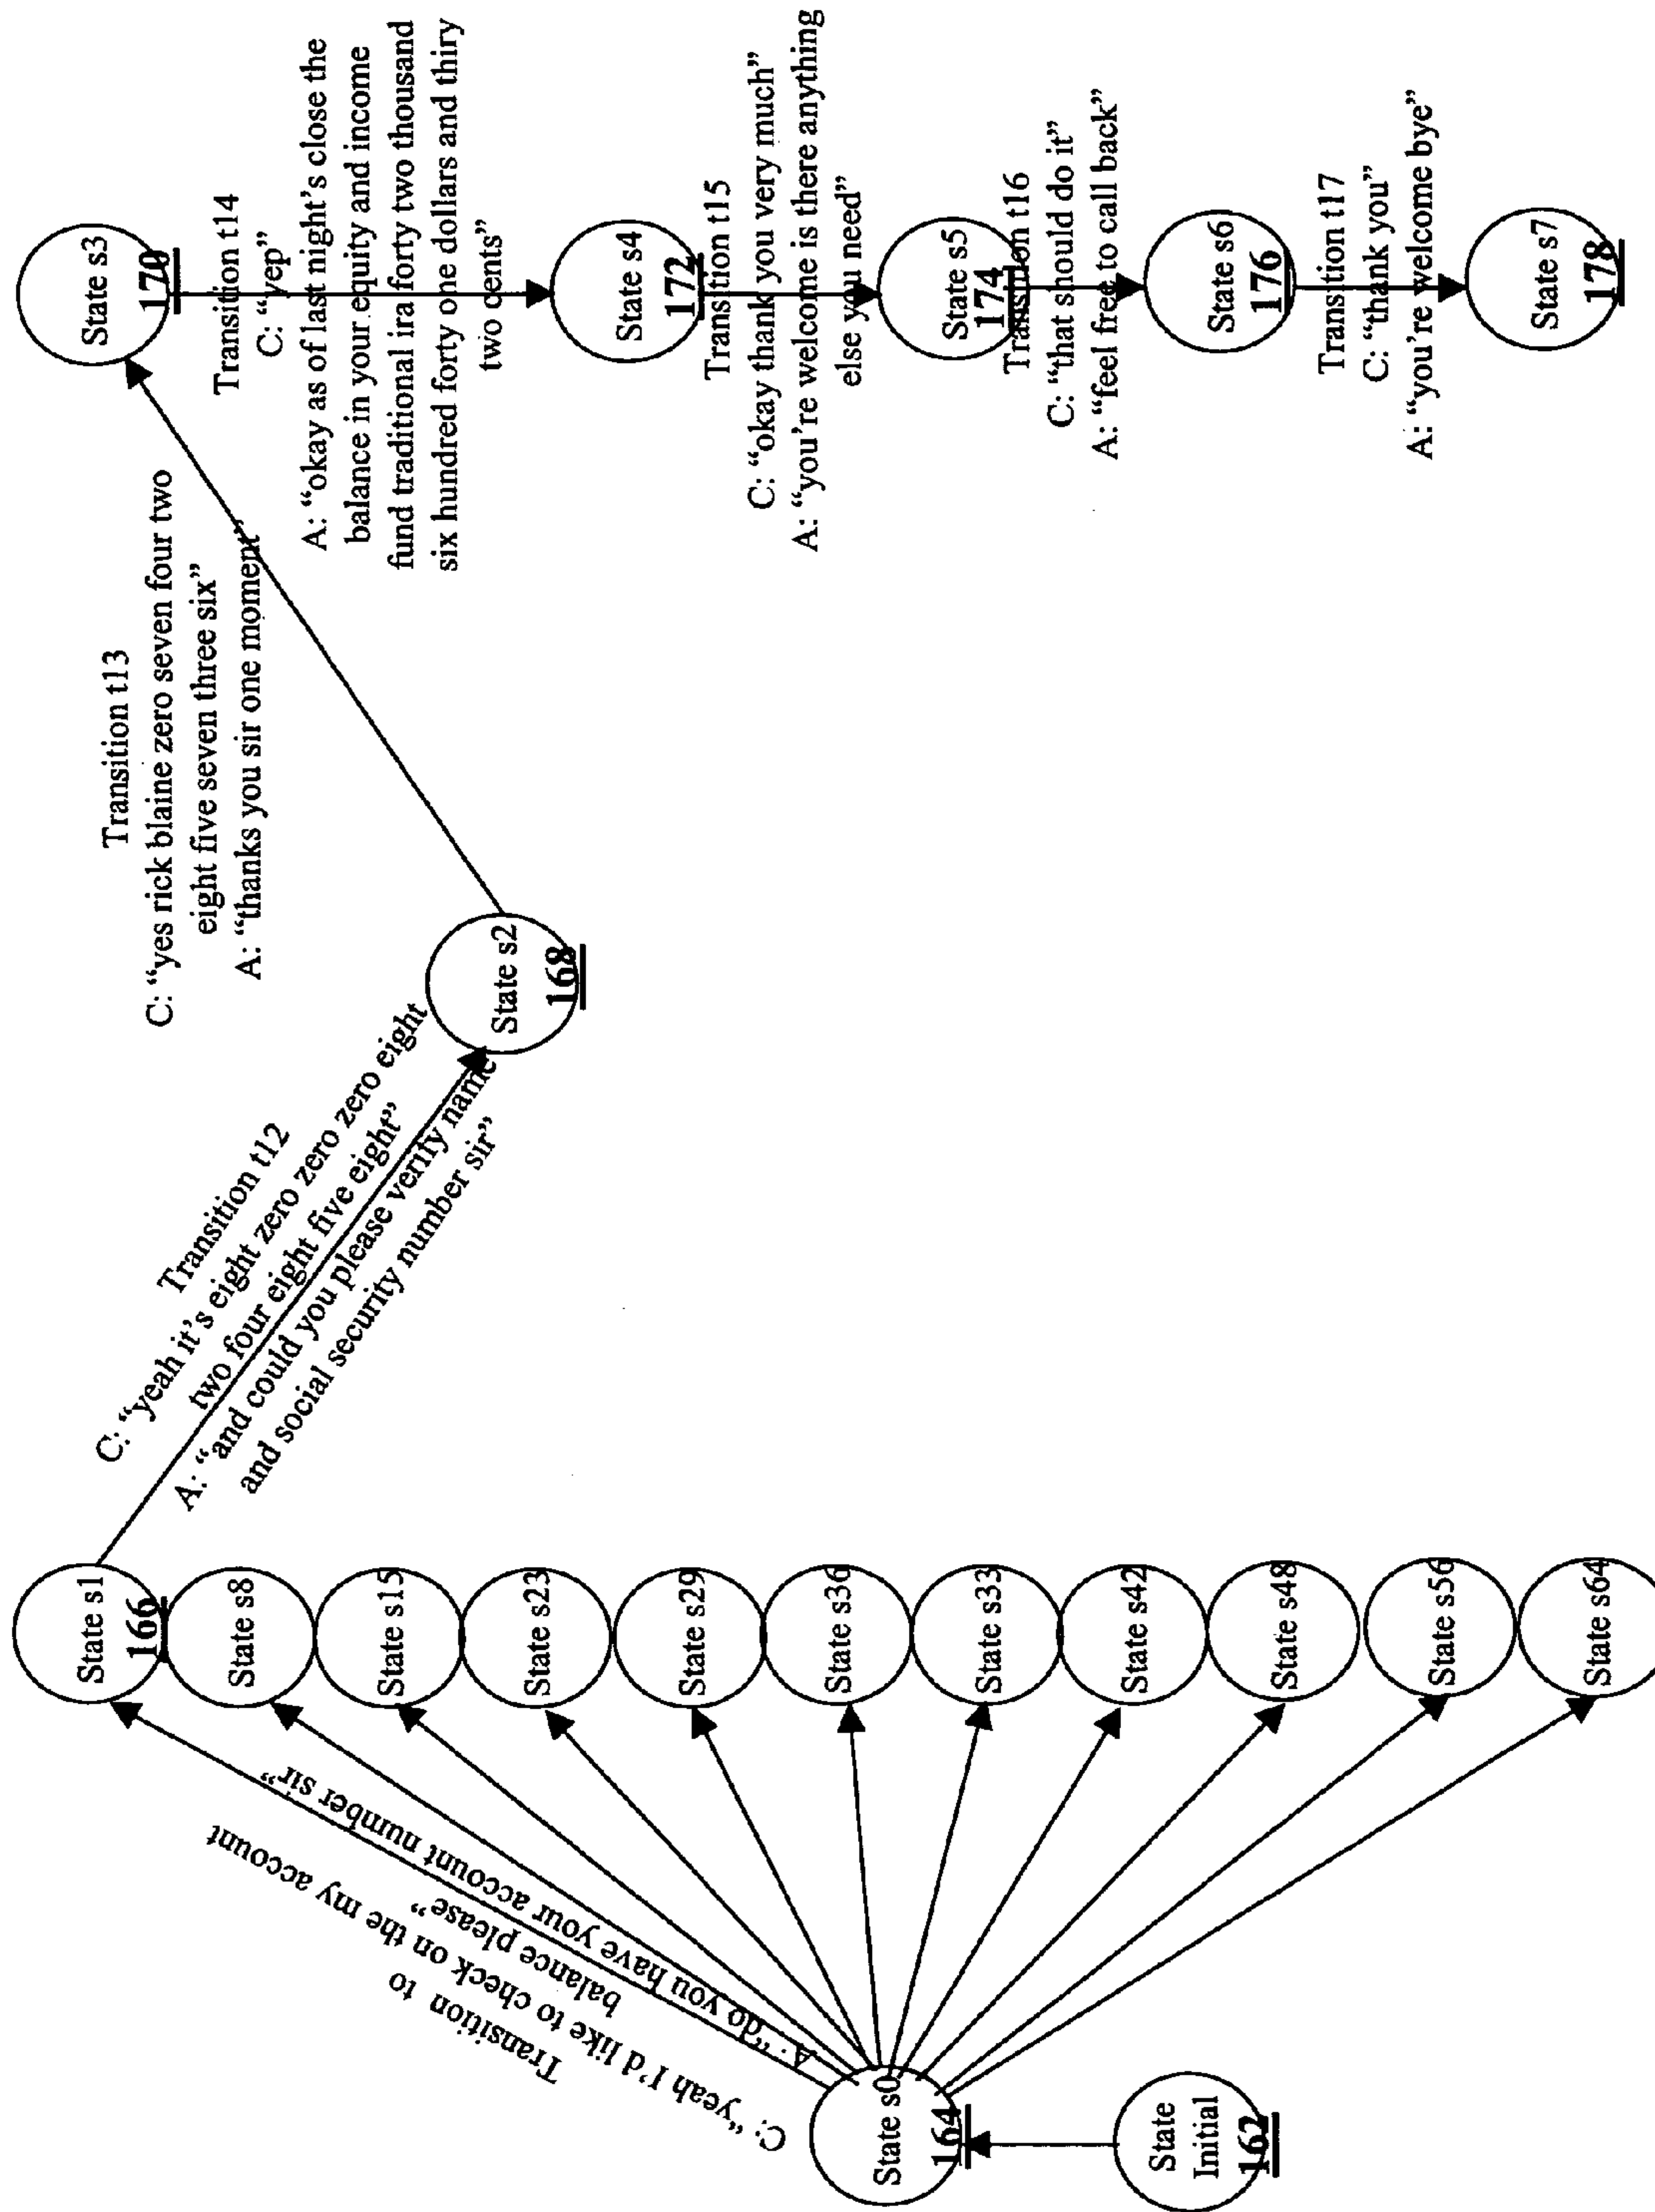 State
Initial
162
State s0
164
Transition to
C: “yeah I’d like to check on the my account
balance please”
A: “do you have your account number sir”
State s1
166
State s8
State s15
State s23
State s29
State s36
State s33
State s42
State s48
State s56
State s64
Transition t12
C: “yeah it’s eight zero zero zero eight
two four eight five eight”
A: “and could you please verify name
and social security number sir”
State s2
168
Transition t13
C: “yes rick blaine zero seven four two
eight five seven three six”
A: “thanks you sir one moment”
State s3
170
Transition t14
C: “yep”
A: “okay as of last night’s close the
balance in your equity and income
fund traditional ira forty two thousand
six hundred forty one dollars and thiry
two cents”
State s4
172
Transition t15
C: “okay thank you very much”
A: “you’re welcome is there anything
else you need”
State s5
174
Transition t16
C: “that should do it”
A: “feel free to call back”
State s6
176
Transition t17
C: “thank you”
A: “you’re welcome bye”
State s7
178